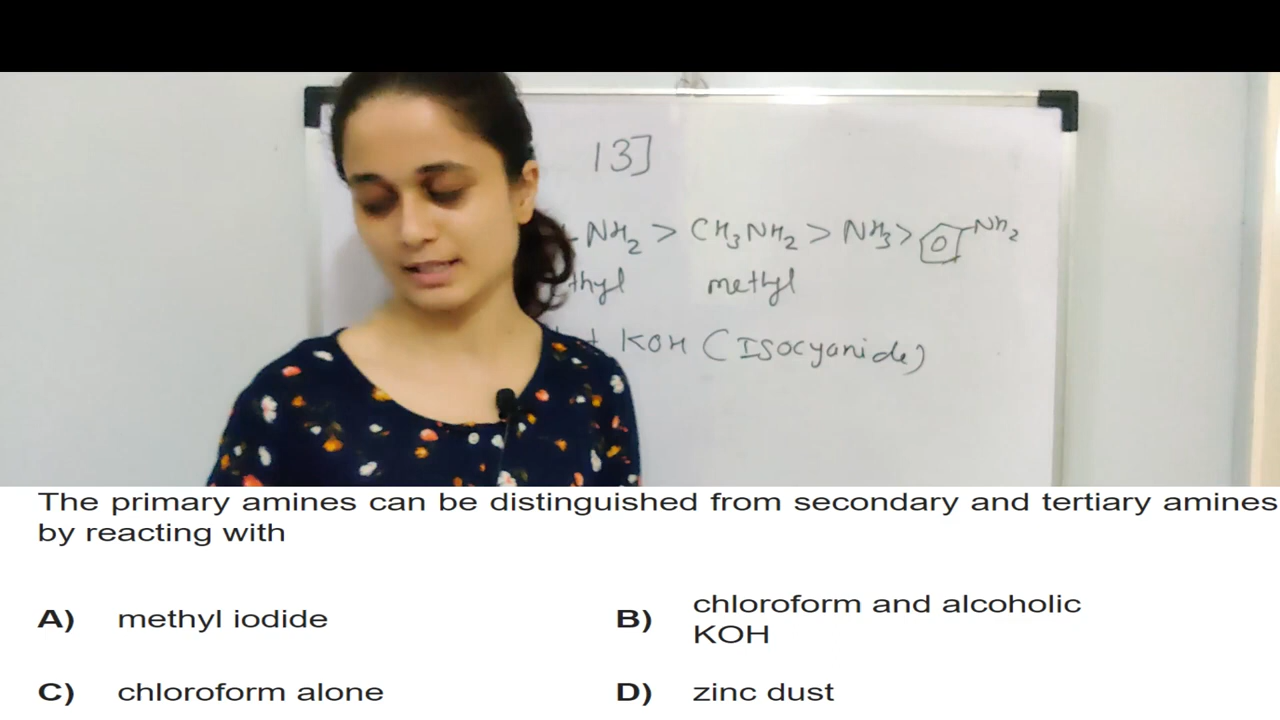 13]
NH₂ > CH₃NH₂ > NH₃ > NH₂
thyl methyl
KOH (Isocyanide)
The primary amines can be distinguished from secondary and tertiary amines
by reacting with
A) methyl iodide B) chloroform and alcoholic
KOH
C) chloroform alone D) zinc dust